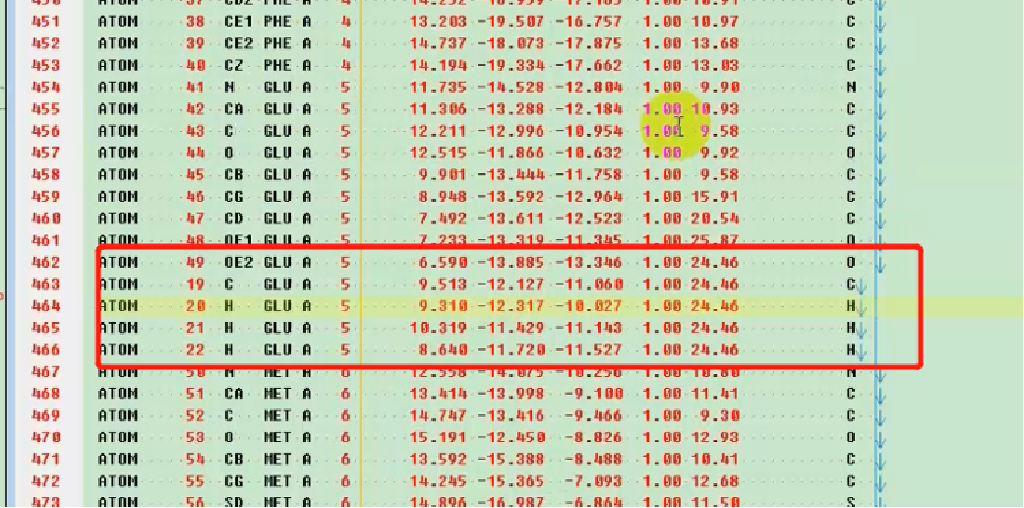 451 ATOM 38 CE1 PHE A 4 13.203 -19.507 -16.757 1.00 10.97 C
452 ATOM 39 CE2 PHE A 4 14.737 -18.073 -17.875 1.00 13.68 C
453 ATOM 40 CZ PHE A 4 14.194 -19.334 -17.662 1.00 13.03 C
454 ATOM 41 N GLU A 5 11.735 -14.528 -12.804 1.00 9.90 N
455 ATOM 42 CA GLU A 5 11.306 -13.288 -12.184 1.00 10.93 C
456 ATOM 43 C GLU A 5 12.211 -12.996 -10.954 1.00 9.58 C
457 ATOM 44 O GLU A 5 12.515 -11.866 -10.632 1.00 9.92 O
458 ATOM 45 CB GLU A 5 9.901 -13.444 -11.758 1.00 9.58 C
459 ATOM 46 CG GLU A 5 8.948 -13.592 -12.964 1.00 15.91 C
460 ATOM 47 CD GLU A 5 7.492 -13.611 -12.523 1.00 20.54 C
461 ATOM 48 OE1 GLU A 5 7.233 -13.319 -11.345 1.00 25.87 O
462 ATOM 49 OE2 GLU A 5 6.590 -13.885 -13.346 1.00 24.46 O
463 ATOM 19 C GLU A 5 9.513 -12.127 -11.060 1.00 24.46 C
464 ATOM 20 H GLU A 5 9.310 -12.317 -10.027 1.00 24.46 H
465 ATOM 21 H GLU A 5 10.319 -11.429 -11.143 1.00 24.46 H
466 ATOM 22 H GLU A 5 8.640 -11.720 -11.527 1.00 24.46 H
467 ATOM 50 N MET A 6 12.558 -14.075 -10.256 1.00 10.80 N
468 ATOM 51 CA MET A 6 13.414 -13.998 -9.100 1.00 11.41 C
469 ATOM 52 C MET A 6 14.747 -13.416 -9.466 1.00 9.30 C
470 ATOM 53 O MET A 6 15.191 -12.450 -8.826 1.00 12.93 O
471 ATOM 54 CB MET A 6 13.592 -15.388 -8.488 1.00 10.41 C
472 ATOM 55 CG MET A 6 14.245 -15.365 -7.093 1.00 12.68 C
473 ATOM 56 SD MET A 6 14.896 -16.987 -6.864 1.00 11.50 S